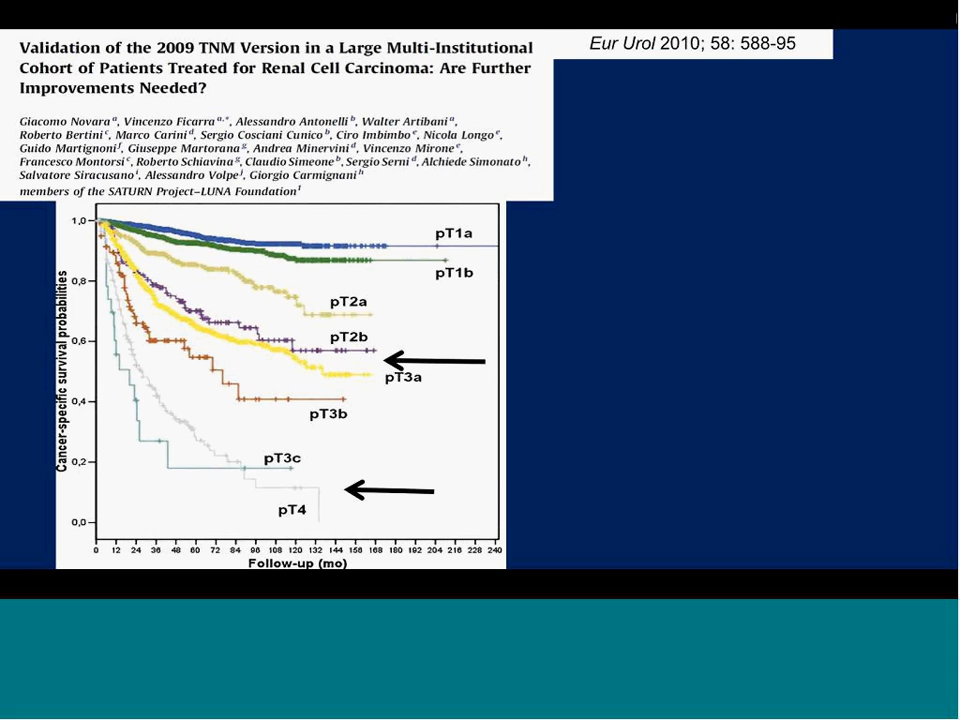 Validation of the 2009 TNM Version in a Large Multi-Institutional
Cohort of Patients Treated for Renal Cell Carcinoma: Are Further
Improvements Needed?
Eur Urol 2010; 58: 588-95
Giacomo Novara a, Vincenzo Ficarra a,*, Alessandro Antonelli b, Walter Artibani a,
Roberto Bertini c, Marco Carini d, Sergio Cosciani Cunico b, Ciro Imbimbo e, Nicola Longo e,
Guido Martignoni f, Giuseppe Martorana g, Andrea Minervini d, Vincenzo Mirone e,
Francesco Montorsi c, Roberto Schiavina g, Claudio Simeone b, Sergio Serni d, Alchiede Simonato h,
Salvatore Siracusano i, Alessandro Volpe j, Giorgio Carmignani h
members of the SATURN Project–LUNA Foundation 1
Cancer-specific survival probabilities
1,0
0,8
0,6
0,4
0,2
0,0
pT1a
pT1b
pT2a
pT2b
pT3a
pT3b
pT3c
pT4
0 12 24 36 48 60 72 84 96 108 120 132 144 156 168 180 192 204 216 228 240
Follow-up (mo)